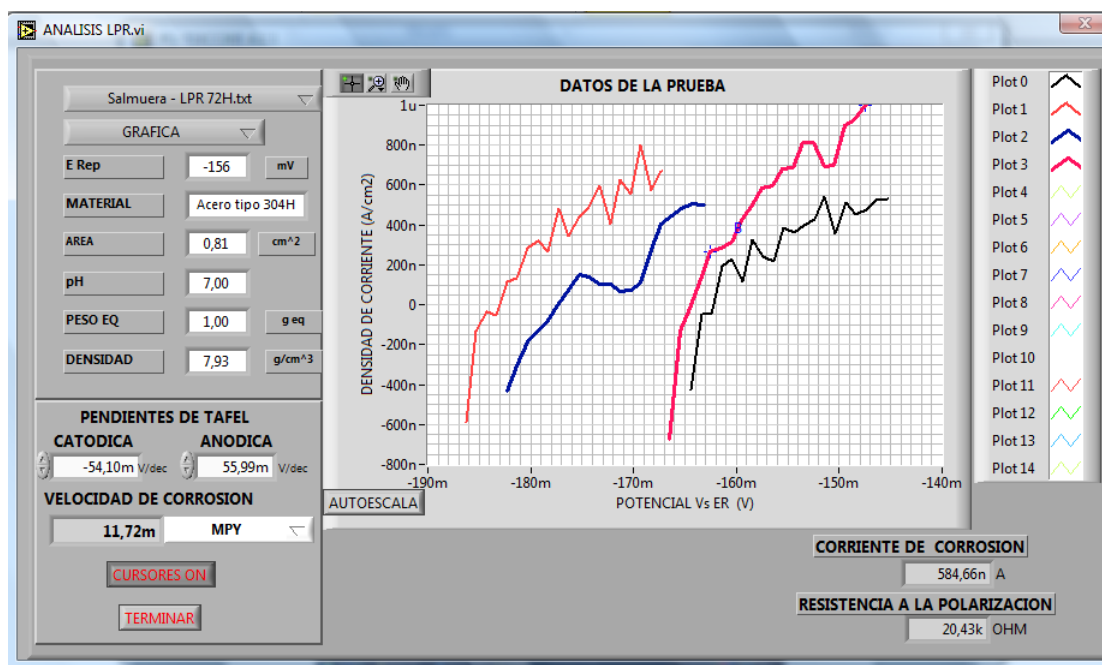 ANALISIS LPR.vi
Salmuera - LPR 72H.txt
GRAFICA
E Rep -156 mV
MATERIAL Acero tipo 304H
AREA 0,81 cm^2
pH 7,00
PESO EQ 1,00 g eq
DENSIDAD 7,93 g/cm^3
PENDIENTES DE TAFEL
CATODICA ANODICA
-54,10m V/dec 55,99m V/dec
VELOCIDAD DE CORROSION
11,72m MPY
CURSORES ON
TERMINAR
DATOS DE LA PRUEBA
DENSIDAD DE CORRIENTE (A/cm2)
1u
800n
600n
400n
200n
0
-200n
-400n
-600n
-800n
-190m -180m -170m -160m -150m -140m
POTENCIAL Vs ER (V)
AUTOESCALA
Plot 0
Plot 1
Plot 2
Plot 3
Plot 4
Plot 5
Plot 6
Plot 7
Plot 8
Plot 9
Plot 10
Plot 11
Plot 12
Plot 13
Plot 14
CORRIENTE DE CORROSION
584,66n A
RESISTENCIA A LA POLARIZACION
20,43k OHM